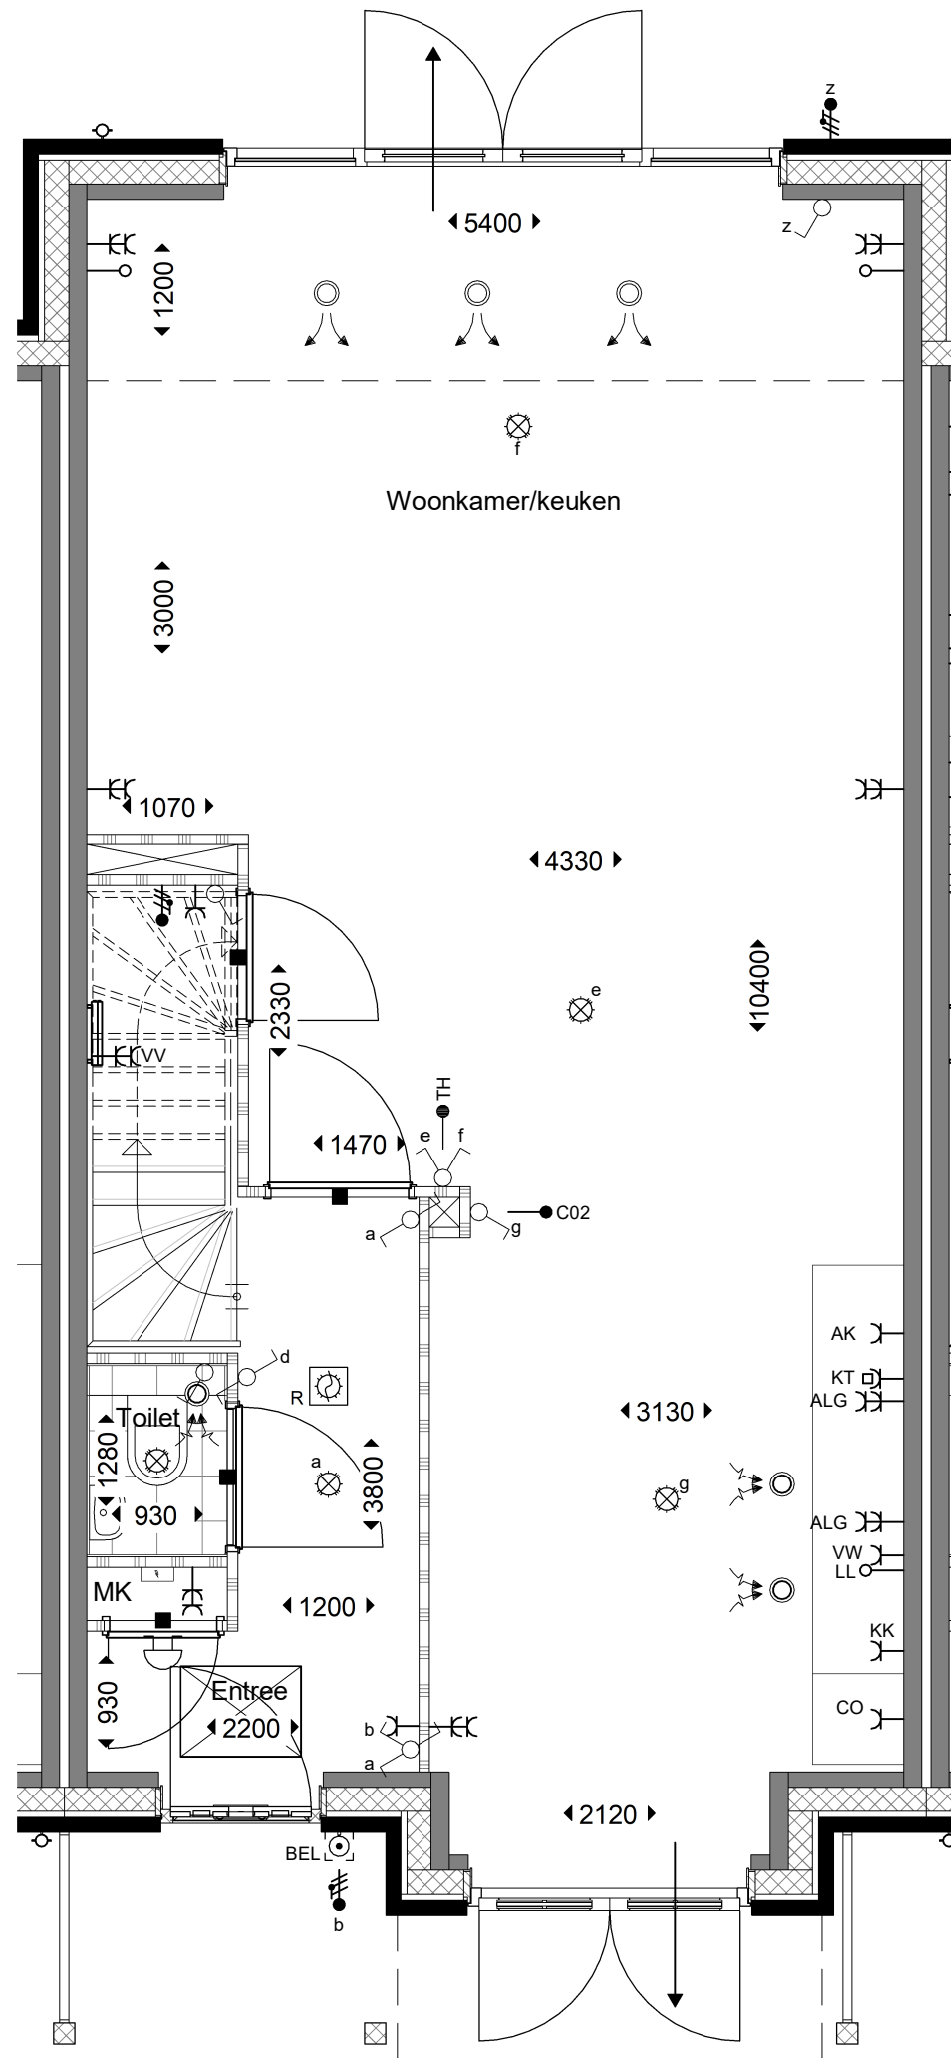 z
5400
z
1200
f
Woonkamer/keuken
3000
1070
4330
10400
e
2330
VV
TH
1470
e
f
a
g
C02
d
R
AK
KT
ALG
Toilet
3130
1280
a
3800
g
930
ALG
VW
LL
MK
1200
KK
930
Entree
CO
2200
b
a
2120
BEL
b